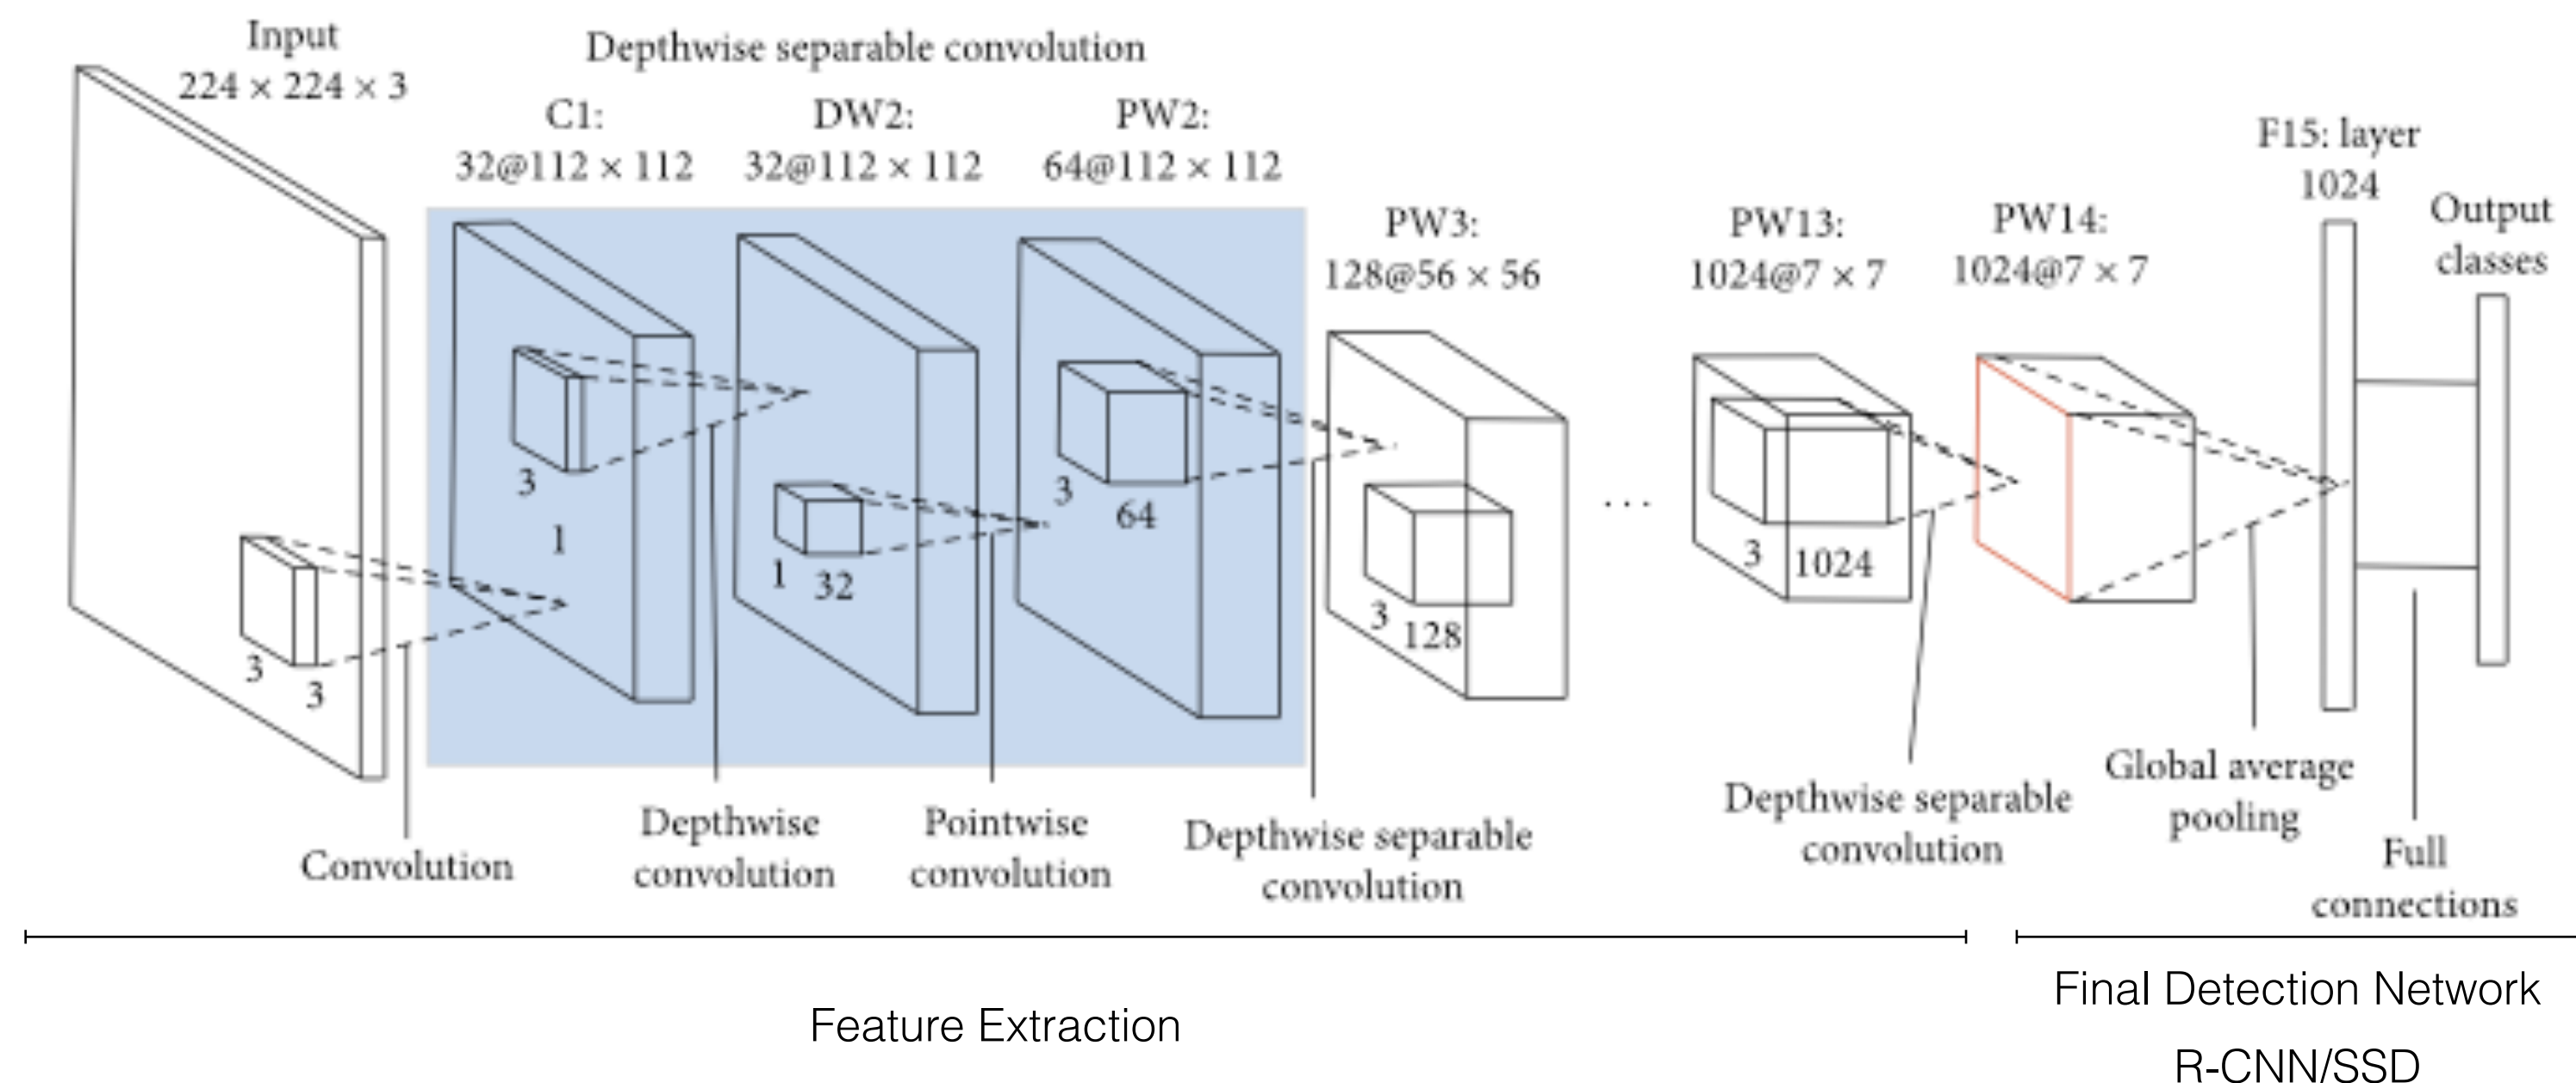 Input
224 × 224 × 3
Depthwise separable convolution
C1:
32@112 × 112
DW2:
32@112 × 112
PW2:
64@112 × 112
PW3:
128@56 × 56
PW13:
1024@7 × 7
PW14:
1024@7 × 7
F15: layer
1024
Output
classes
3
3
3
1
1
32
3
64
3
128
...
3
1024
Convolution
Depthwise
convolution
Pointwise
convolution
Depthwise separable
convolution
Depthwise separable
convolution
Global average
pooling
Full
connections
Feature Extraction
Final Detection Network
R-CNN/SSD